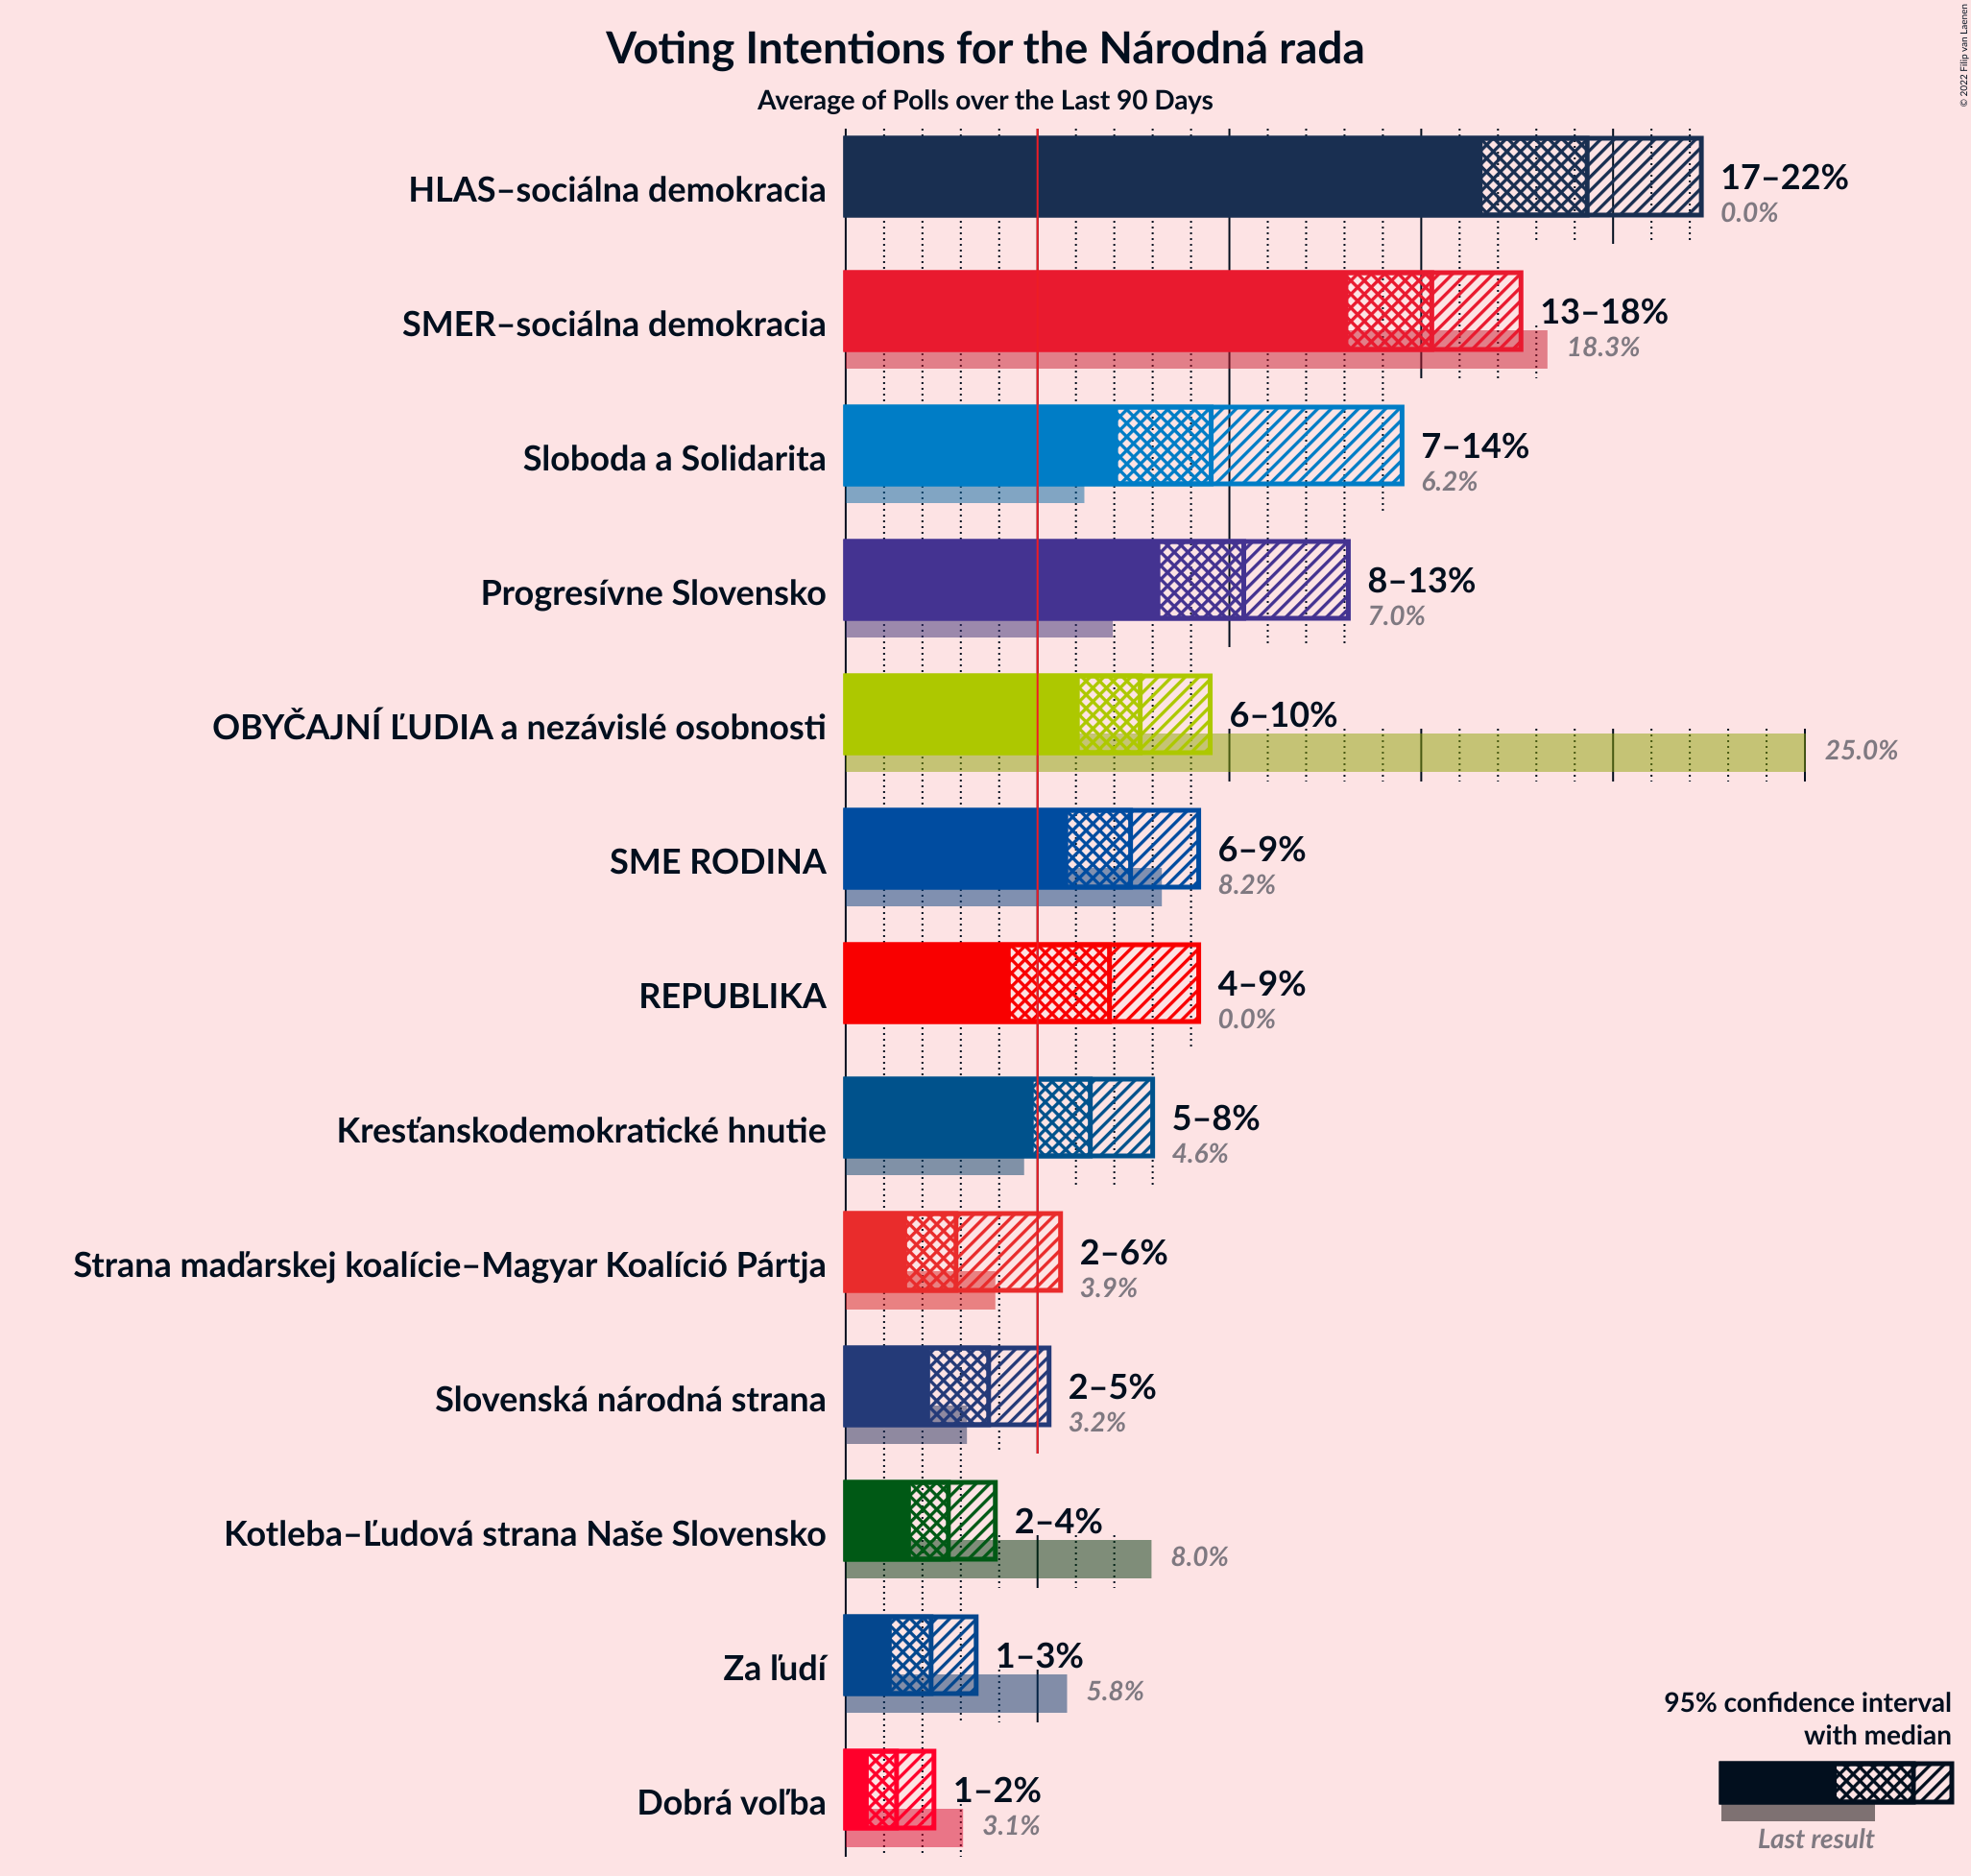 Voting Intentions for the Národná rada
Average of Polls over the Last 90 Days
© 2022 Filip van Laenen
HLAS–sociálna demokracia
17–22%
0.0%
SMER–sociálna demokracia
13–18%
18.3%
Sloboda a Solidarita
7–14%
6.2%
Progresívne Slovensko
8–13%
7.0%
OBYČAJNÍ ĽUDIA a nezávislé osobnosti
6–10%
25.0%
SME RODINA
6–9%
8.2%
REPUBLIKA
4–9%
0.0%
Kresťanskodemokratické hnutie
5–8%
4.6%
Strana maďarskej koalície–Magyar Koalíció Pártja
2–6%
3.9%
Slovenská národná strana
2–5%
3.2%
Kotleba–Ľudová strana Naše Slovensko
2–4%
8.0%
Za ľudí
1–3%
5.8%
Dobrá voľba
1–2%
3.1%
95% confidence interval
with median
Last result